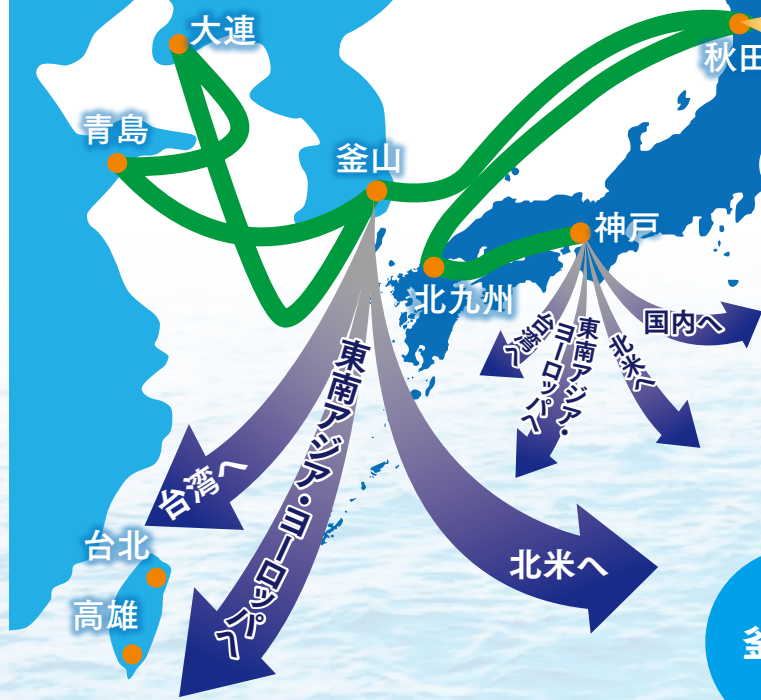 大連
秋田
青島
釜山
神戸
北九州
国内へ
台湾へ
東南アジア・
ヨーロッパへ
北米へ
台湾へ
東南アジア・ヨーロッパへ
北米へ
台北
高雄
釜